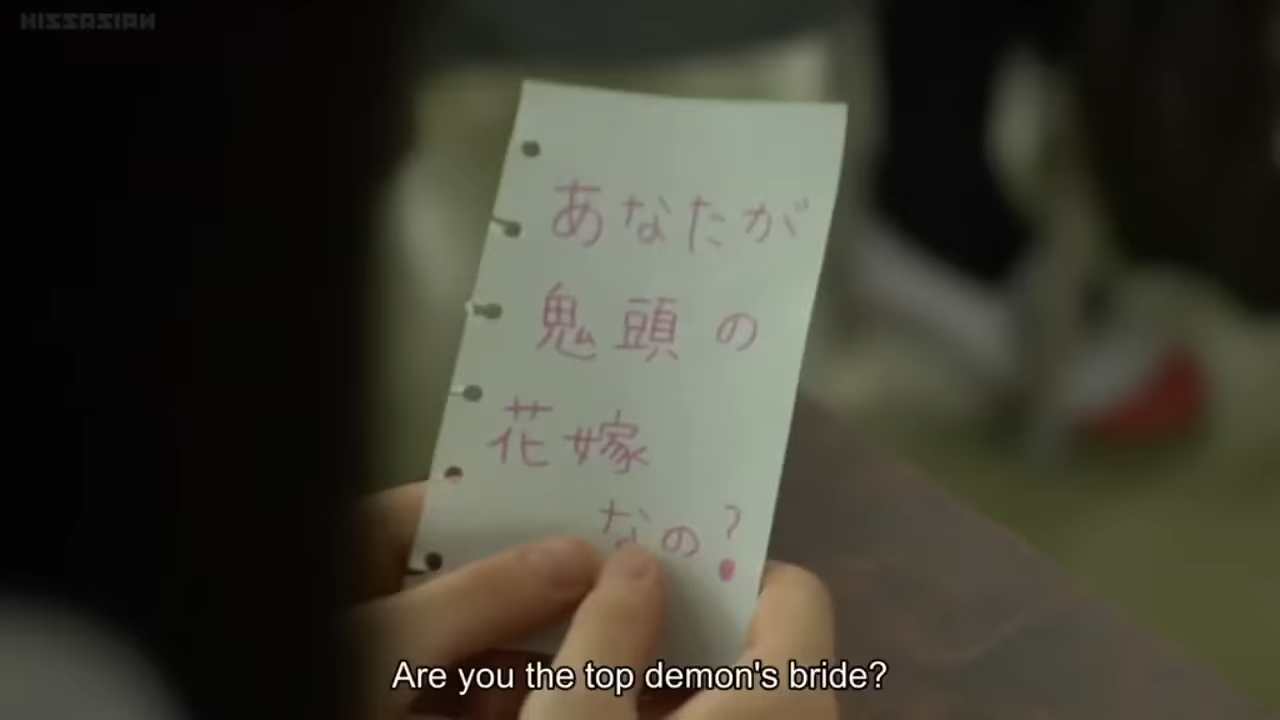 KISSASIAN
あなたが
鬼頭の
花嫁
なの?
Are you the top demon's bride?